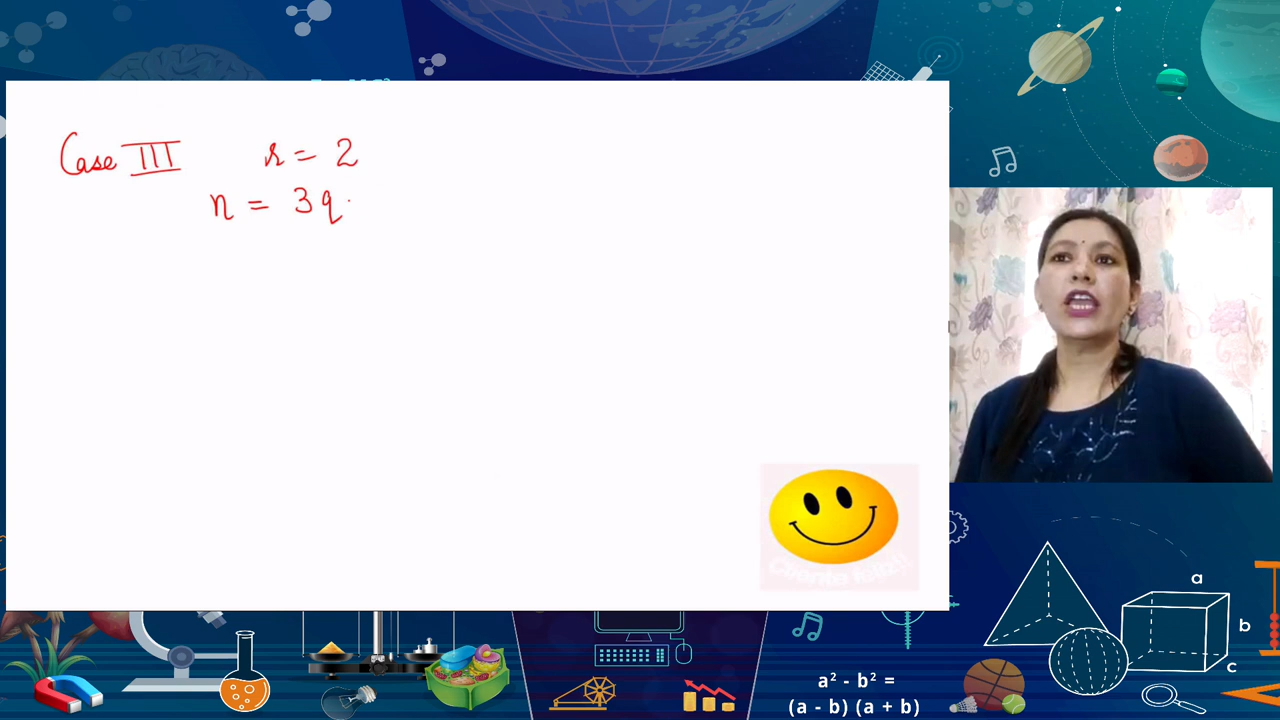 Case III r = 2
n = 3q.
a
b
c
a² - b² =
(a - b) (a + b)